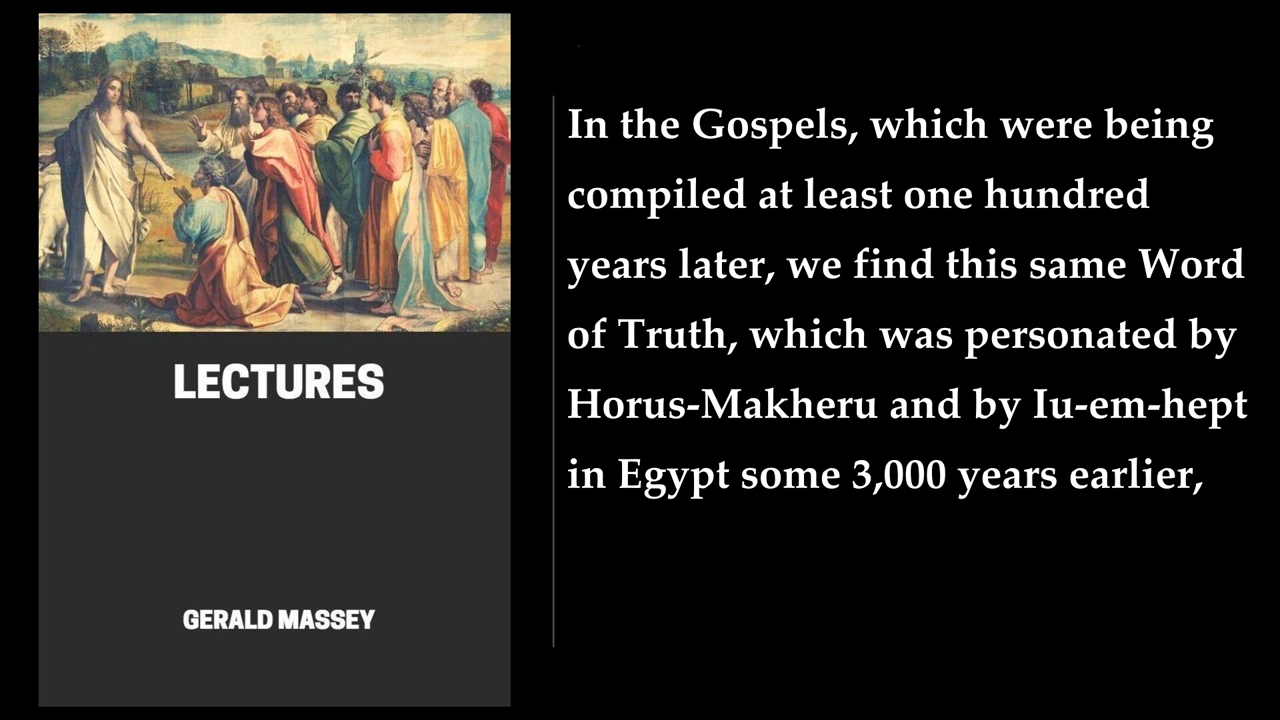 LECTURES
GERALD MASSEY
In the Gospels, which were being
compiled at least one hundred
years later, we find this same Word
of Truth, which was personated by
Horus-Makheru and by Iu-em-hept
in Egypt some 3,000 years earlier,